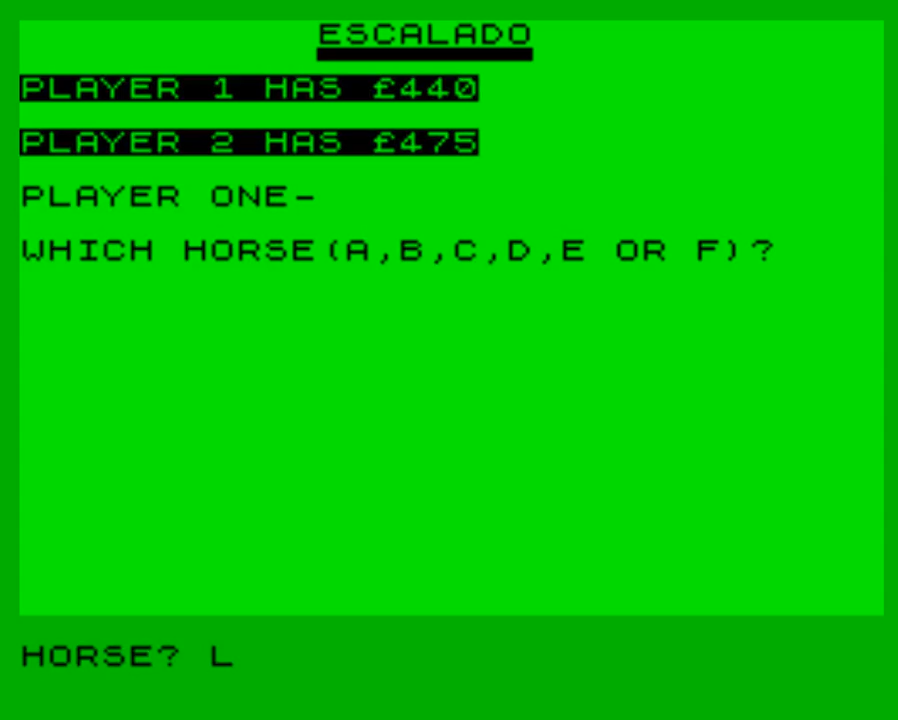 ESCALADO
PLAYER 1 HAS £440
PLAYER 2 HAS £475
PLAYER ONE-
WHICH HORSE(A,B,C,D,E OR F)?
HORSE? L